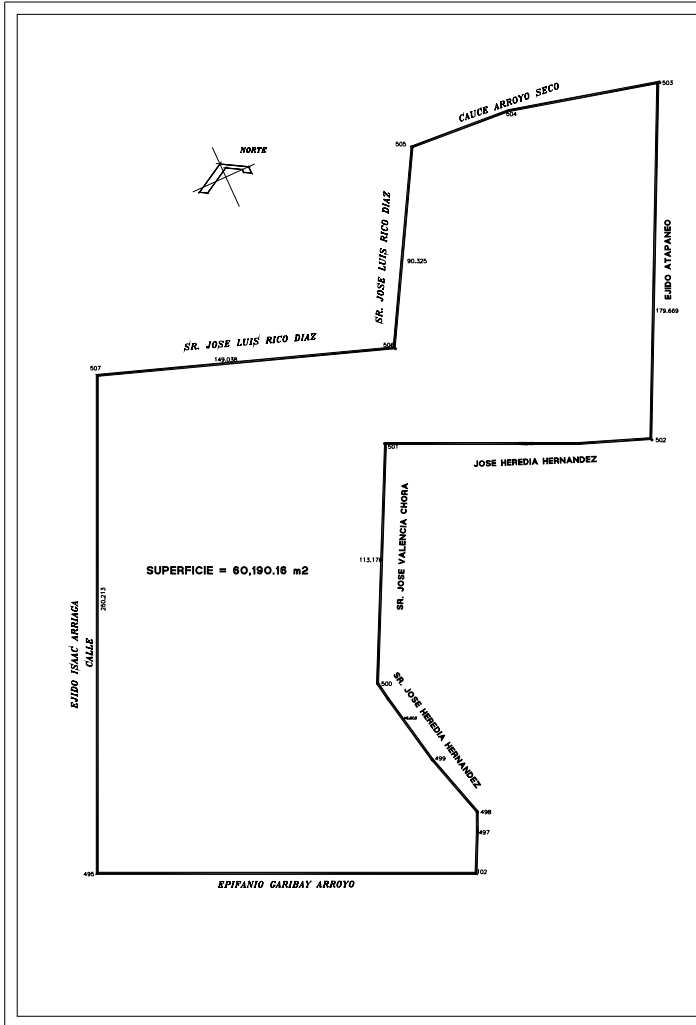 503
CAUCE ARROYO SECO
504
505
NORTE
SR. JOSE LUIS RICO DIAZ
90.325
EJIDO ATAPANEO
179.669
506
SR. JOSE LUIS RICO DIAZ
149.038
507
502
501
JOSE HEREDIA HERNANDEZ
SR. JOSE VALENCIA CHORA
113.176
SUPERFICIE = 60,190.16 m2
EJIDO ISAAC ARRIAGA
CALLE
250.213
500
SR. JOSE HEREDIA HERNANDEZ
499
498
497
495
102
EPIFANIO GARIBAY ARROYO